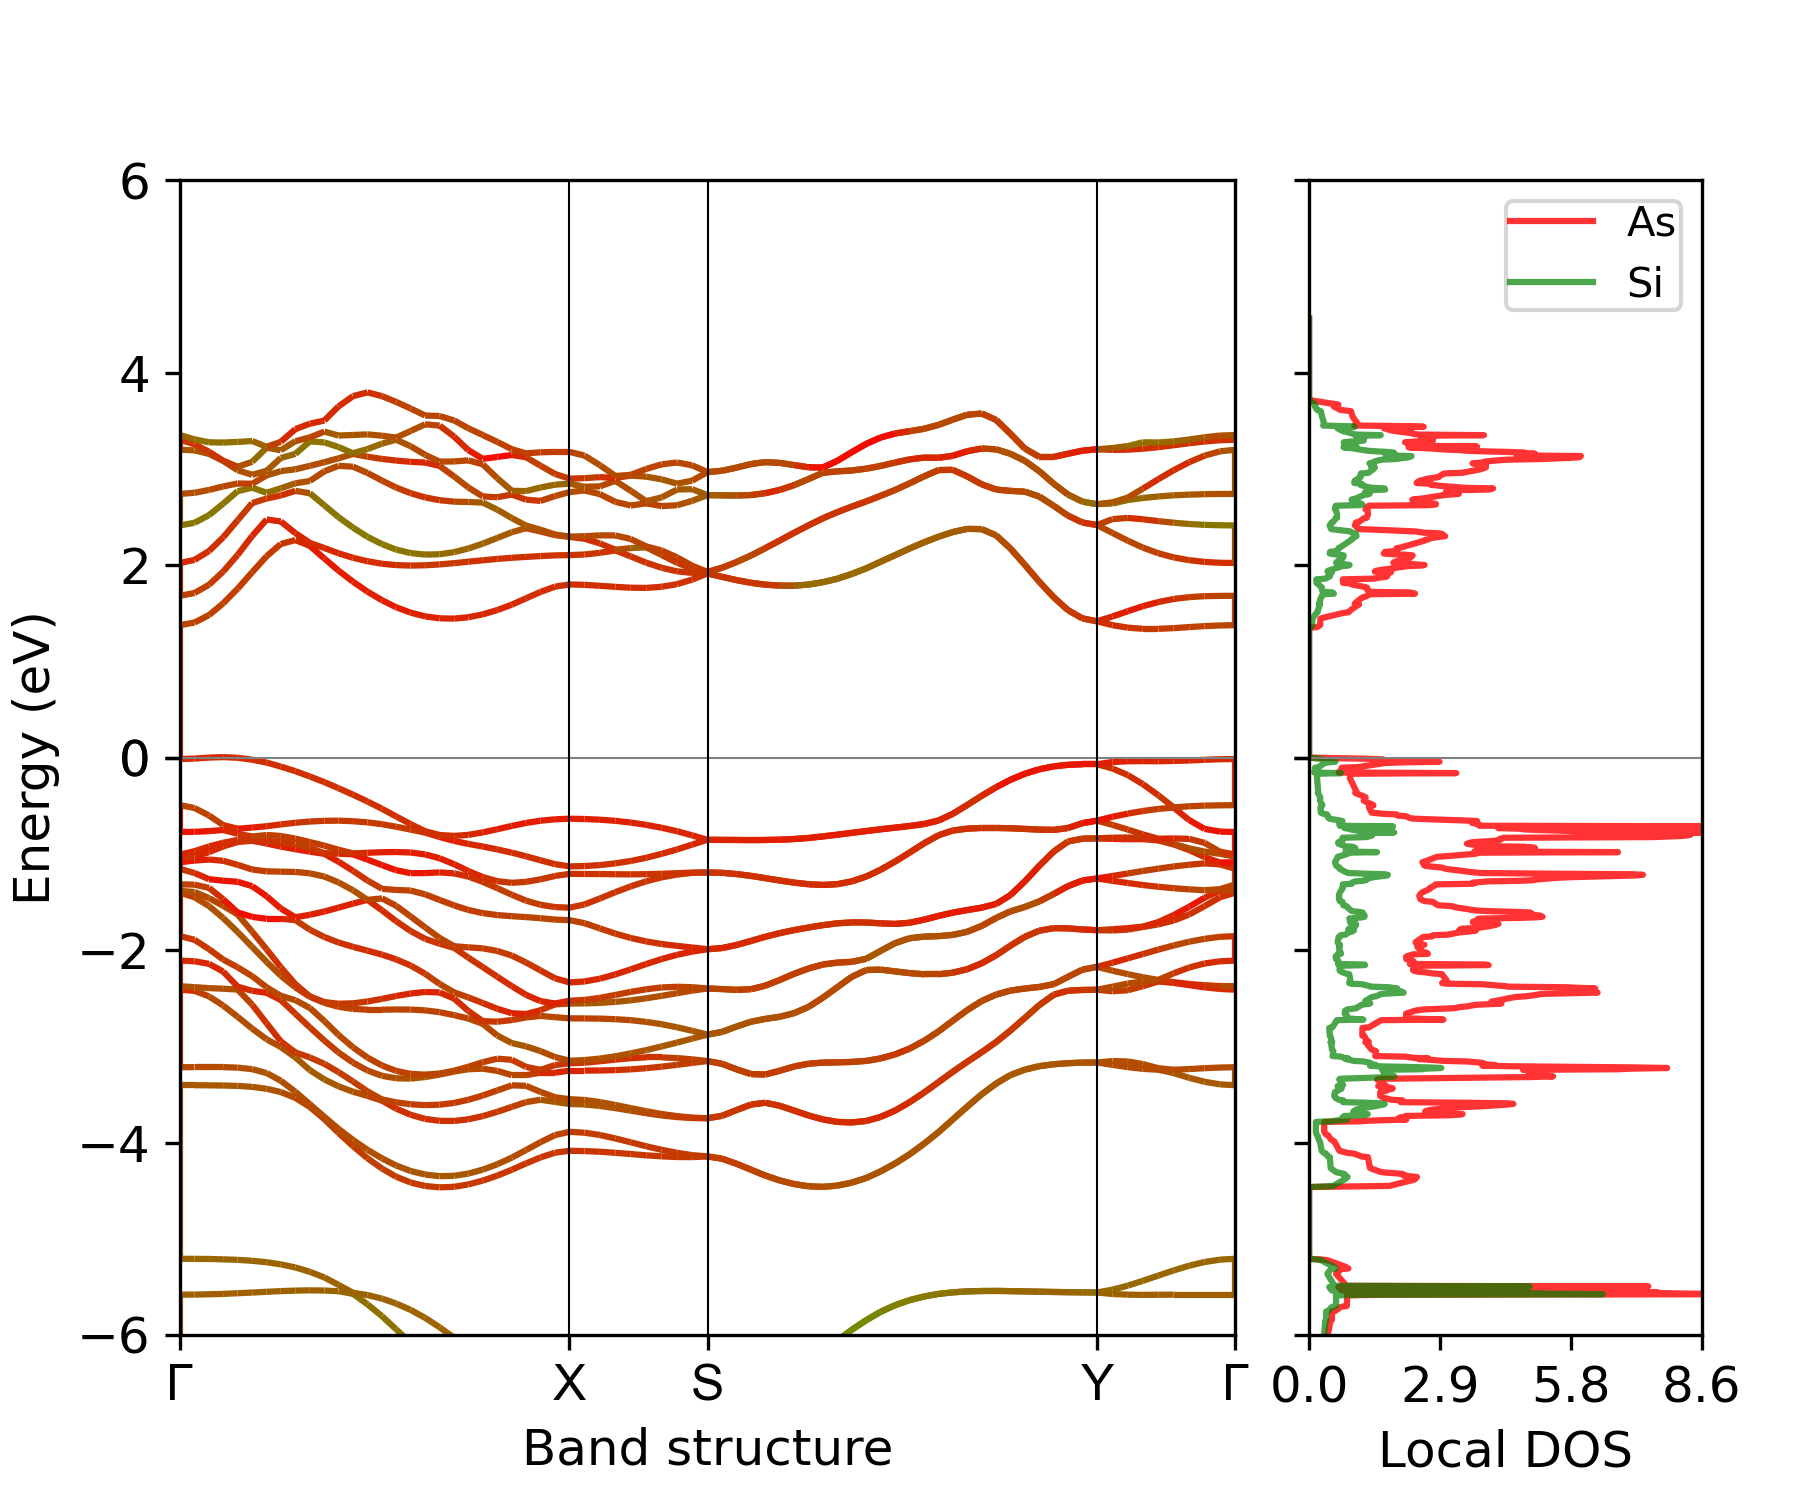 6
4
2
0
−2
−4
−6
Energy (eV)
Γ X S Y Γ
Band structure
As
Si
0.0 2.9 5.8 8.6
Local DOS